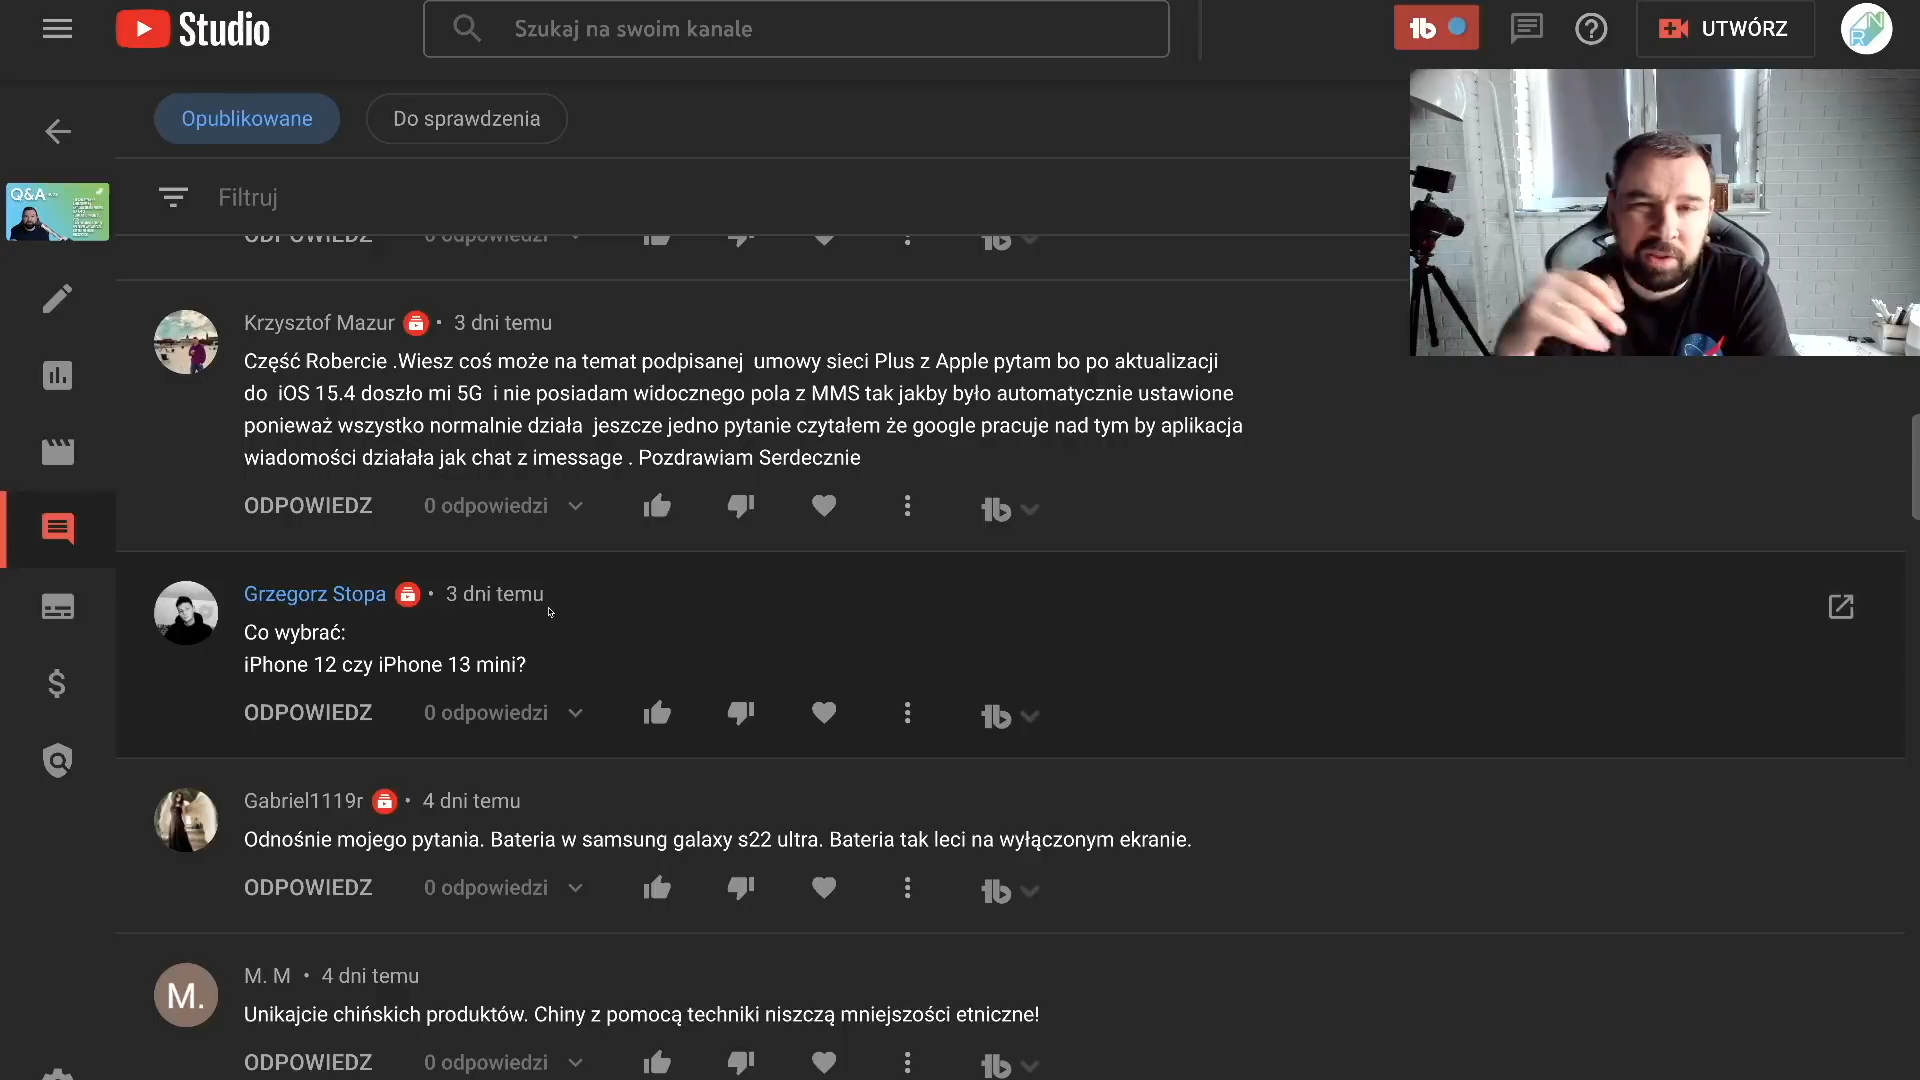 Studio
Szukaj na swoim kanale
UTWÓRZ
Opublikowane
Do sprawdzenia
Q&A
Filtruj
ODPOWIEDZ
0 odpowiedzi
Krzysztof Mazur • 3 dni temu
Część Robercie .Wiesz coś może na temat podpisanej umowy sieci Plus z Apple pytam bo po aktualizacji
do iOS 15.4 doszło mi 5G i nie posiadam widocznego pola z MMS tak jakby było automatycznie ustawione
ponieważ wszystko normalnie działa jeszcze jedno pytanie czytałem że google pracuje nad tym by aplikacja
wiadomości działała jak chat z imessage . Pozdrawiam Serdecznie
ODPOWIEDZ
0 odpowiedzi
Grzegorz Stopa • 3 dni temu
Co wybrać:
iPhone 12 czy iPhone 13 mini?
ODPOWIEDZ
0 odpowiedzi
Gabriel1119r • 4 dni temu
Odnośnie mojego pytania. Bateria w samsung galaxy s22 ultra. Bateria tak leci na wyłączonym ekranie.
ODPOWIEDZ
0 odpowiedzi
M.
M. M • 4 dni temu
Unikajcie chińskich produktów. Chiny z pomocą techniki niszczą mniejszości etniczne!
ODPOWIEDZ
0 odpowiedzi